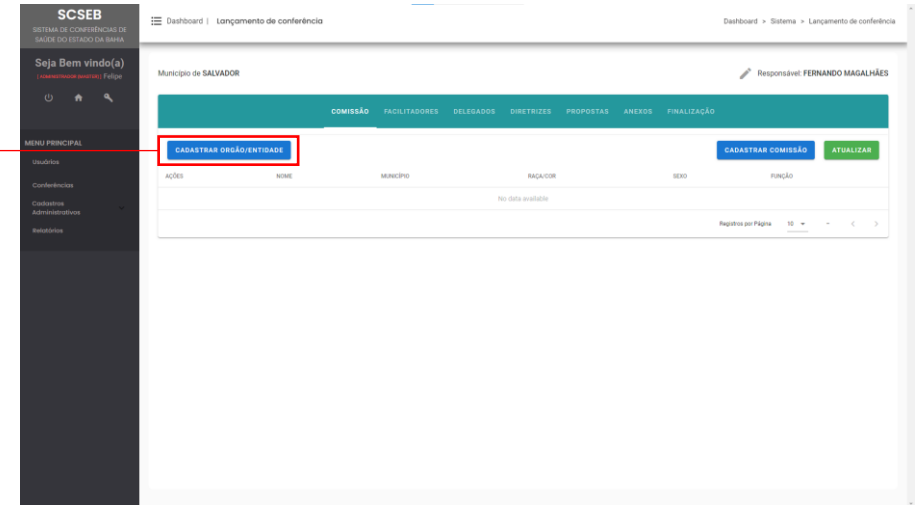 SCSEB
SISTEMA DE CONFERÊNCIAS DE
SAÚDE DO ESTADO DA BAHIA
Dashboard | Lançamento de conferência
Dashboard > Sistema > Lançamento de conferência
Seja Bem vindo(a)
Felipe
Município de SALVADOR
Responsável: FERNANDO MAGALHÃES
COMISSÃO FACILITADORES DELEGADOS DIRETRIZES PROPOSTAS ANEXOS FINALIZAÇÃO
MENU PRINCIPAL
Usuários
Conferências
Cadastros
Administrativos
Relatórios
CADASTRAR ORGÃO/ENTIDADE
CADASTRAR COMISSÃO
ATUALIZAR
AÇÕES NOME MUNICÍPIO RAÇA/COR SEXO FUNÇÃO
No data available
Registros por Página 10